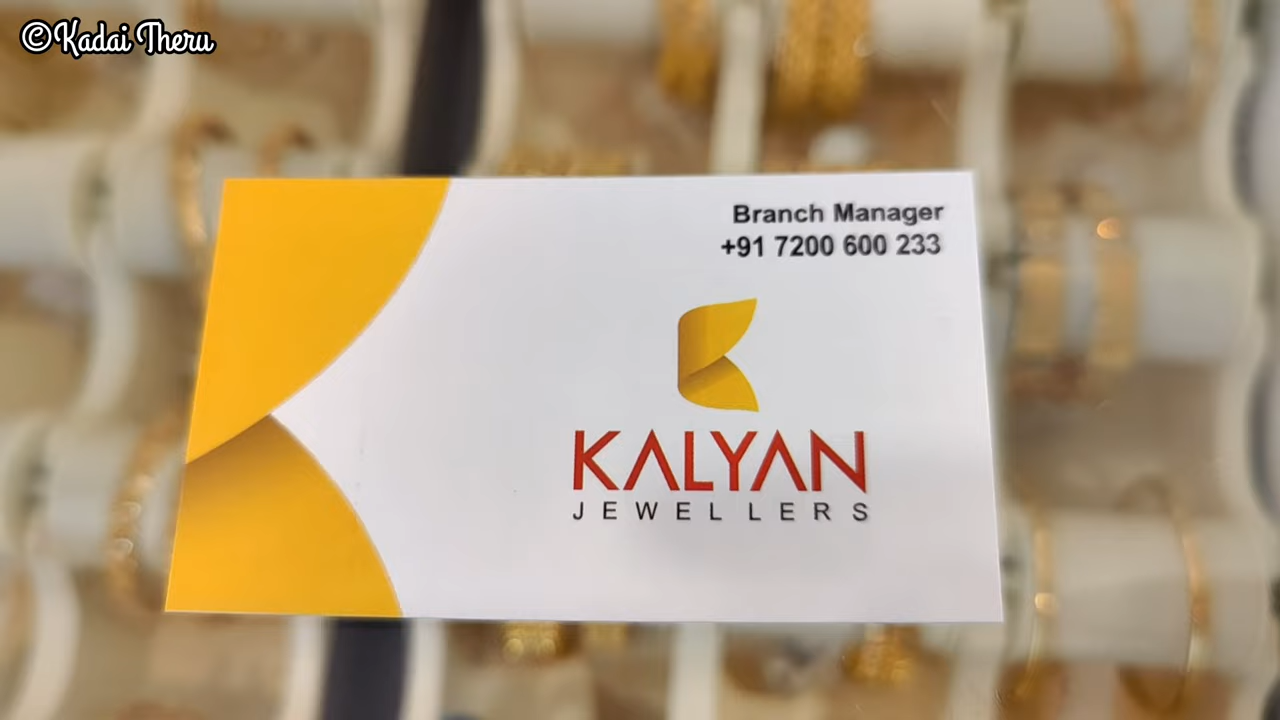 ©Kadai Theru
Branch Manager
+91 7200 600 233
KALYAN
JEWELLERS